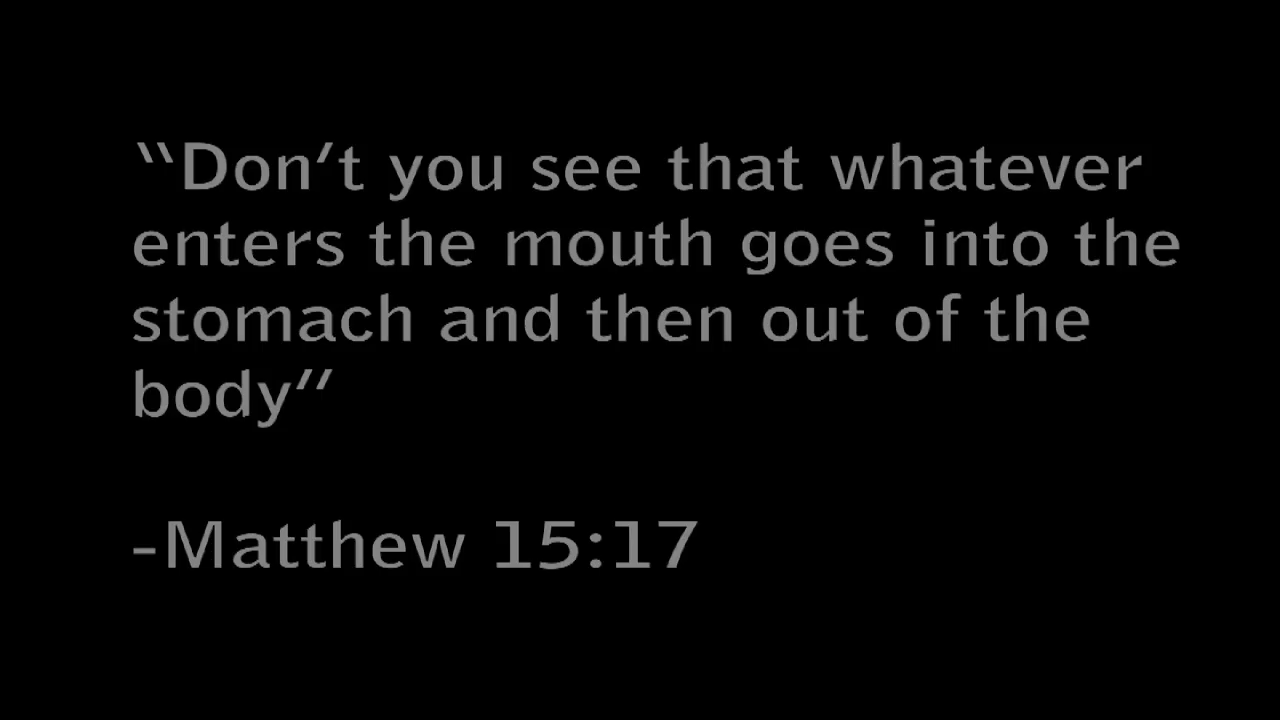 “Don’t you see that whatever
enters the mouth goes into the
stomach and then out of the
body”
-Matthew 15:17